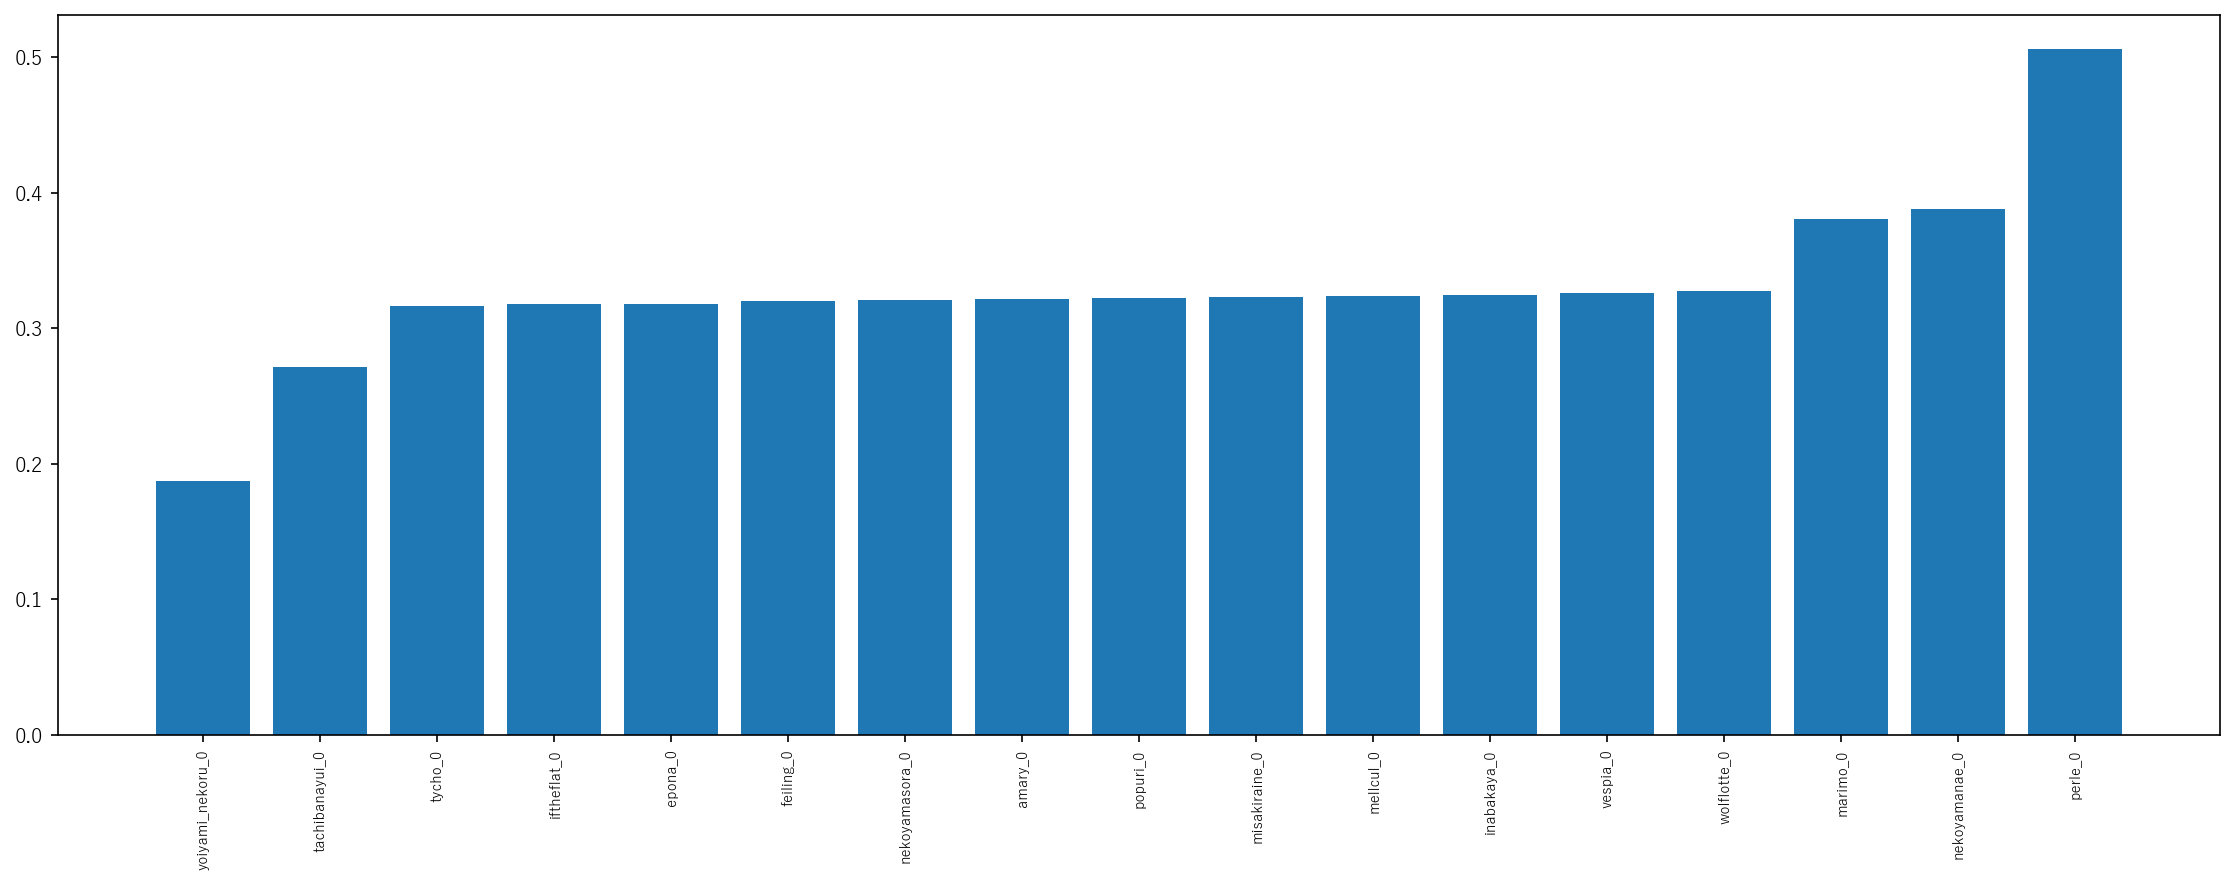 0.5
0.4
0.3
0.2
0.1
0.0
yoiyami_nekoru_0
tachibanayui_0
tycho_0
iftheflat_0
epona_0
feiling_0
nekoyamasora_0
amary_0
popuri_0
misakiraine_0
mellcul_0
inabakaya_0
vespia_0
wolflotte_0
marimo_0
nekoyamanae_0
perle_0